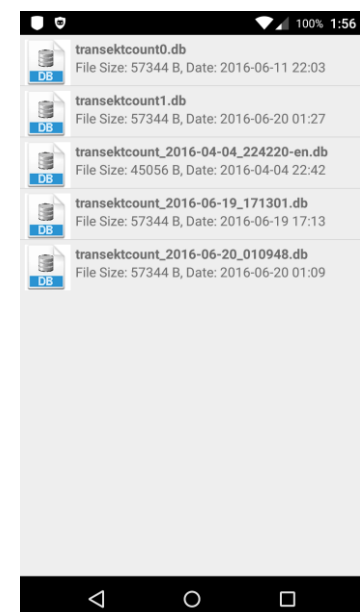 100% 1:56
transektcount0.db
File Size: 57344 B, Date: 2016-06-11 22:03
DB
transektcount1.db
File Size: 57344 B, Date: 2016-06-20 01:27
DB
transektcount_2016-04-04_224220-en.db
File Size: 45056 B, Date: 2016-04-04 22:42
DB
transektcount_2016-06-19_171301.db
File Size: 57344 B, Date: 2016-06-19 17:13
DB
transektcount_2016-06-20_010948.db
File Size: 57344 B, Date: 2016-06-20 01:09
DB